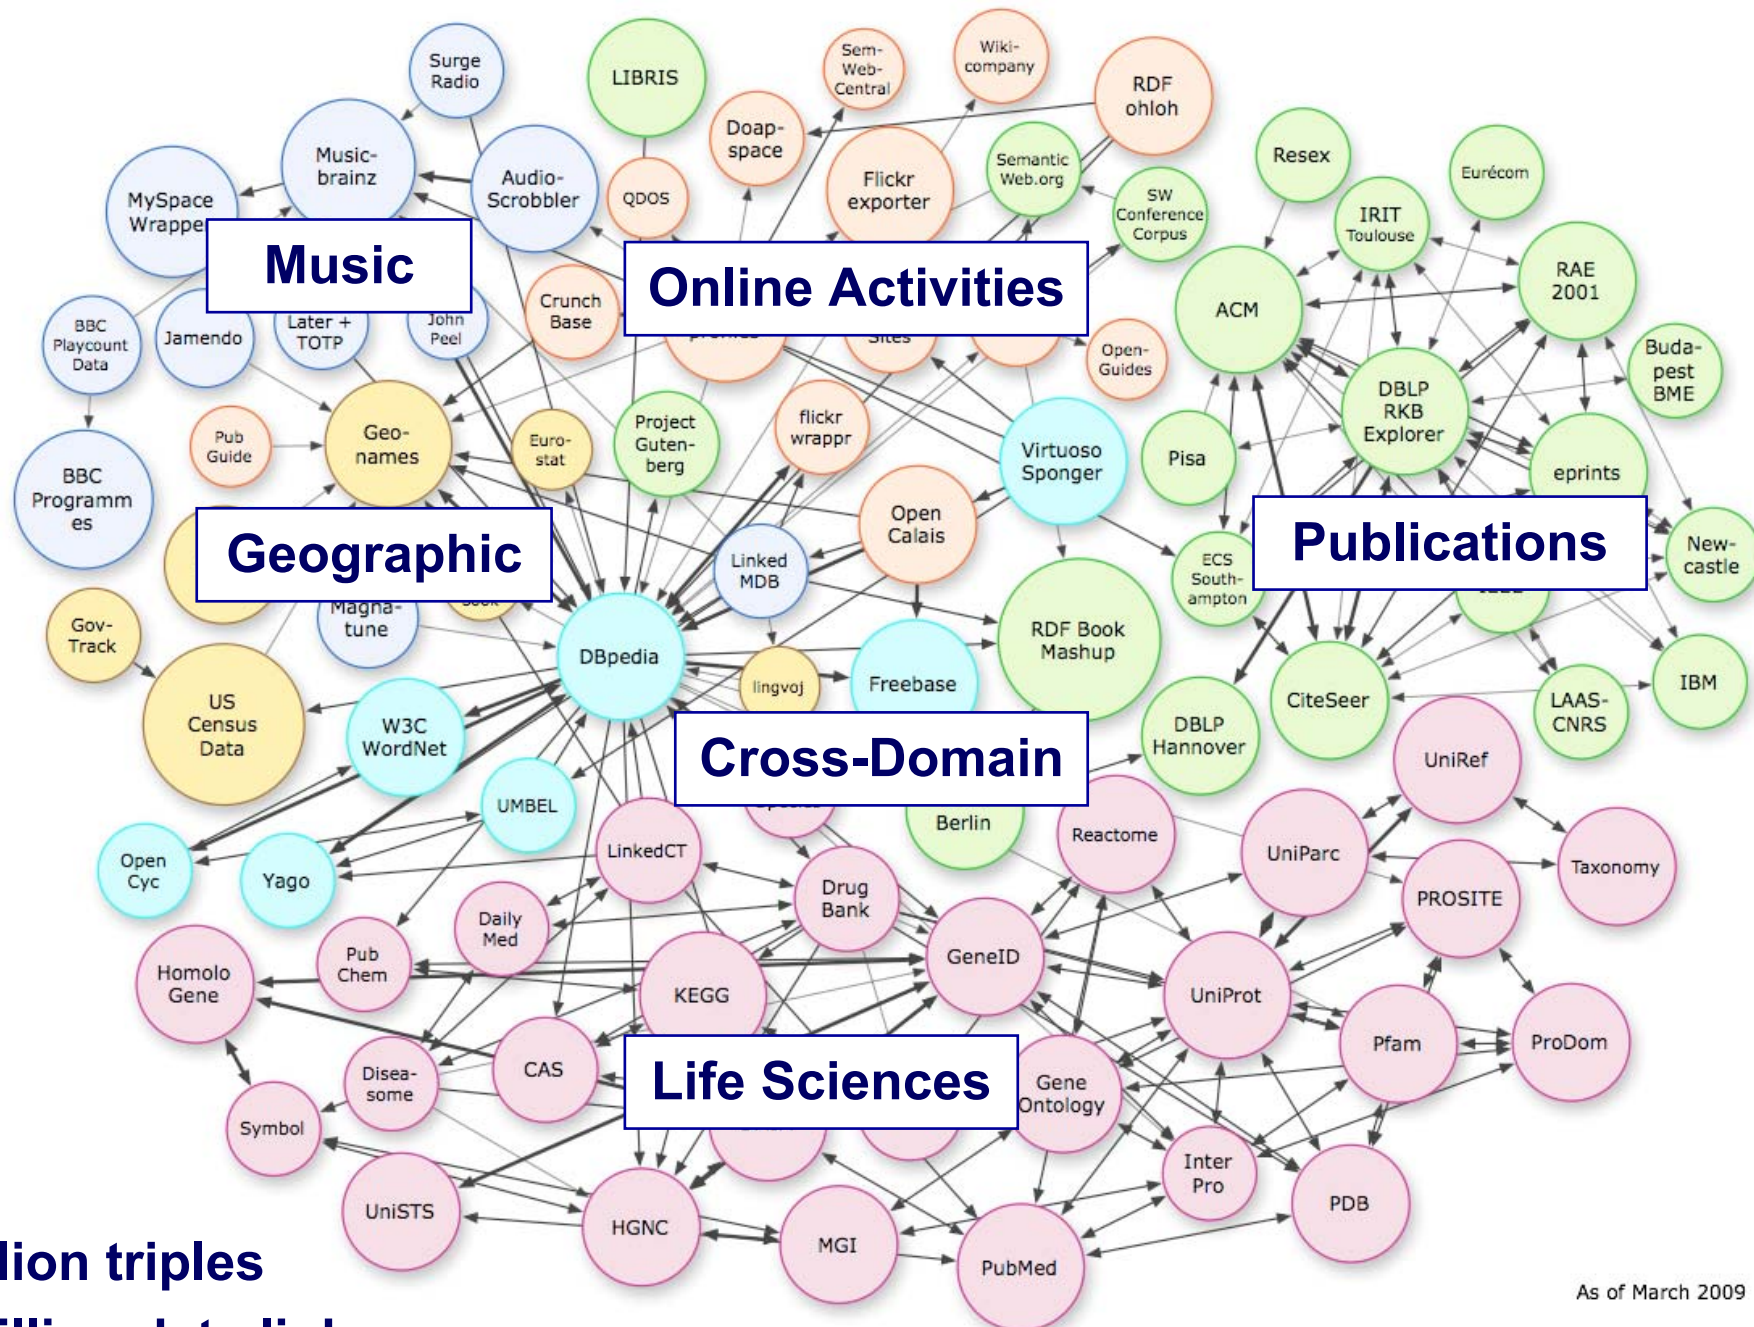 Surge
Radio
LIBRIS
Sem-
Web-
Central
Wiki-
company
RDF
ohloh
Doap-
space
Music-
brainz
Audio-
Scrobbler
MySpace
QDOS
Flickr
exporter
Semantic
Web.org
SW
Conference
Corpus
Resex
Eurécom
IRIT
Toulouse
RAE
2001
ACM
Music
Online Activities
BBC
Playcount
Data
Jamendo
Later +
TOTP
John
Peel
Crunch
Base
Open-
Guides
Buda-
pest
BME
DBLP
RKB
Explorer
Pub
Guide
Geo-
names
Euro-
stat
Project
Guten-
berg
flickr
wrappr
Virtuoso
Sponger
Pisa
eprints
BBC
Programm
es
Open
Calais
Geographic
Publications
Linked
MDB
ECS
South-
ampton
New-
castle
Gov-
Track
Magna-
tune
DBpedia
RDF Book
Mashup
lingvoj
Freebase
US
Census
Data
W3C
WordNet
DBLP
Hannover
CiteSeer
LAAS-
CNRS
IBM
Cross-Domain
UMBEL
Open
Cyc
Yago
LinkedCT
Berlin
Reactome
UniParc
UniRef
Taxonomy
PROSITE
Drug
Bank
Daily
Med
Pub
Chem
Homolo
Gene
KEGG
GeneID
UniProt
Pfam
ProDom
CAS
Disea-
some
Life Sciences
Gene
Ontology
Symbol
Inter
Pro
PDB
UniSTS
HGNC
MGI
PubMed
lion triples
As of March 2009